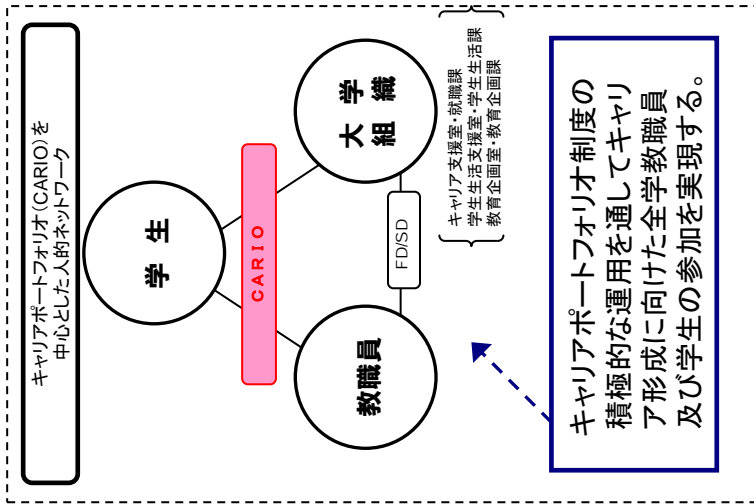 キャリアポートフォリオ(CARIO)を
中心とした人的ネットワーク
学 生
CARIO
教職員
FD/SD
大 学
組 織
キャリア支援室・就職課
学生生活支援室・学生生活課
教育企画室・教育企画課
キャリアポートフォリオ制度の
積極的な運用を通してキャリ
ア形成に向けた全学教職員
及び学生の参加を実現する。